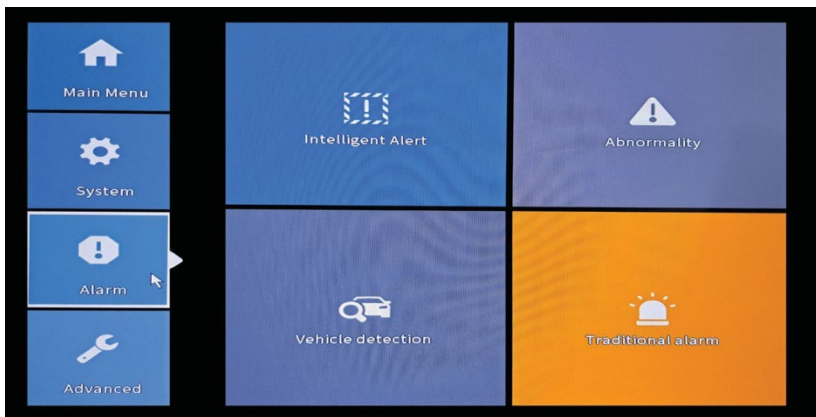 Main Menu
System
Alarm
Advanced
Intelligent Alert
Abnormality
Vehicle detection
Traditional alarm